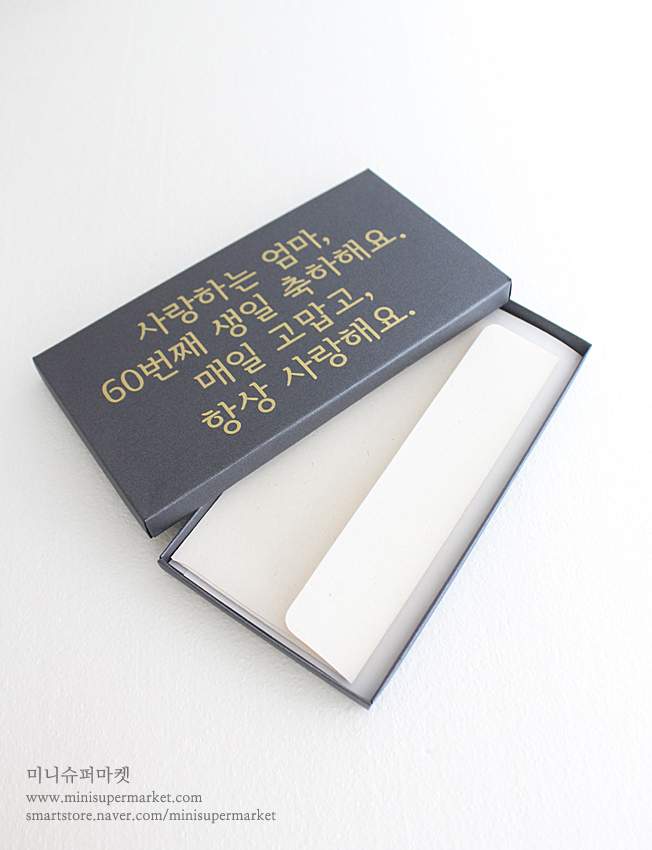 사랑하는 엄마,
60번째 생일 축하해요.
매일 고맙고,
항상 사랑해요.
미니슈퍼마켓
www.minisupermarket.com
smartstore.naver.com/minisupermarket